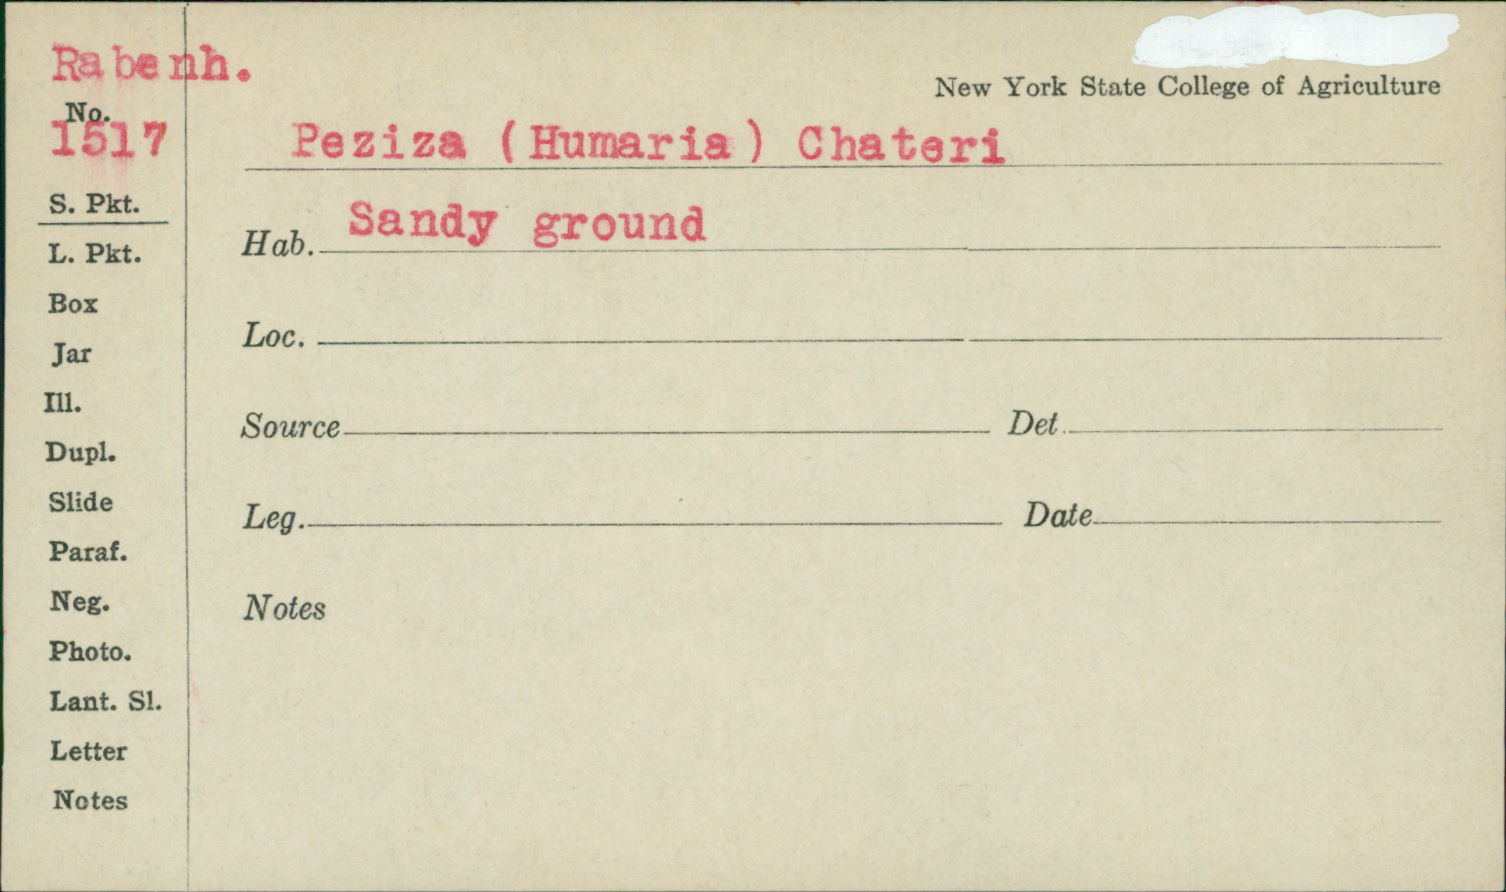 Rabenh.
New York State College of Agriculture
No.
1517
Peziza (Humaria) Chateri
S. Pkt.
Hab. Sandy ground
L. Pkt.
Box
Loc.
Jar
Ill.
Source Det.
Dupl.
Slide
Leg. Date
Paraf.
Neg.
Notes
Photo.
Lant. Sl.
Letter
Notes